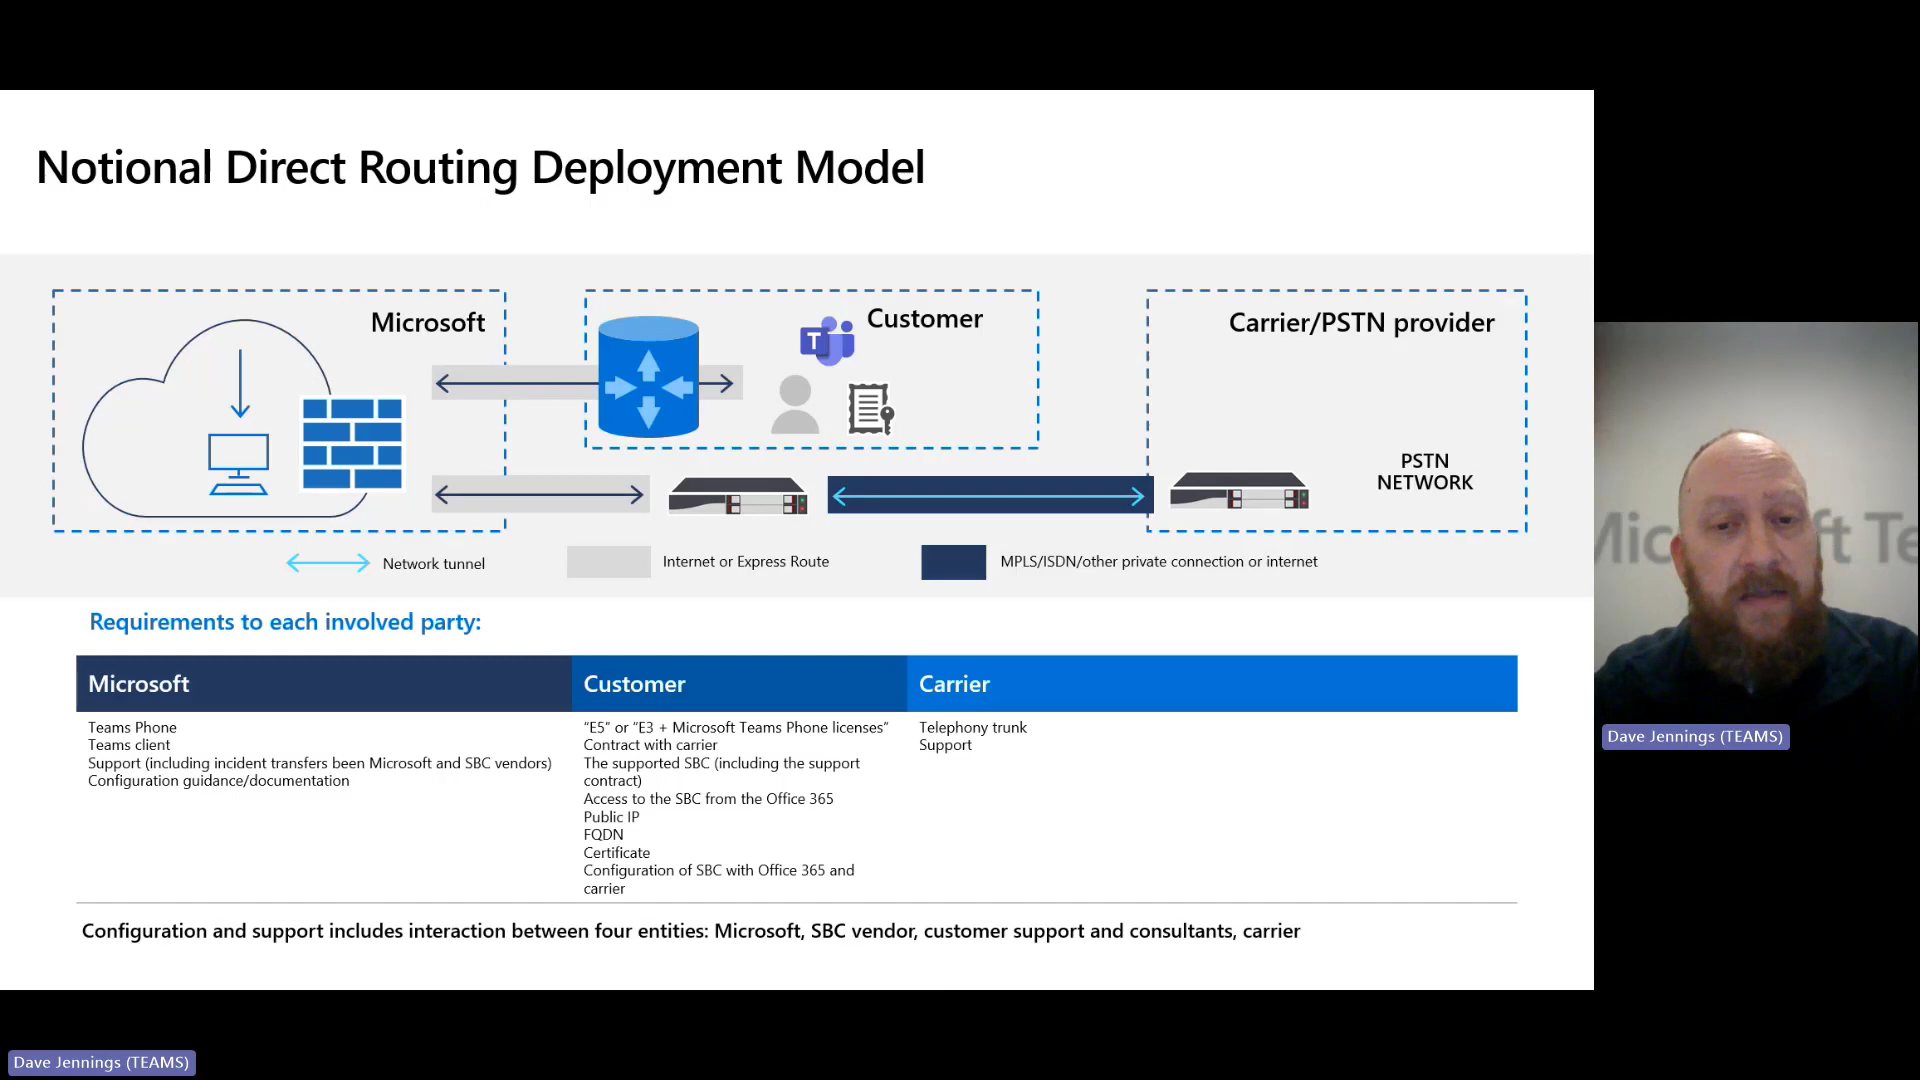 Notional Direct Routing Deployment Model
Microsoft
Customer
Carrier/PSTN provider
T
PSTN
NETWORK
Network tunnel
Internet or Express Route
MPLS/ISDN/other private connection or internet
Requirements to each involved party:
Microsoft
Customer
Carrier
Teams Phone
Teams client
Support (including incident transfers been Microsoft and SBC vendors)
Configuration guidance/documentation
“E5” or “E3 + Microsoft Teams Phone licenses”
Contract with carrier
The supported SBC (including the support
contract)
Access to the SBC from the Office 365
Public IP
FQDN
Certificate
Configuration of SBC with Office 365 and
carrier
Telephony trunk
Support
Configuration and support includes interaction between four entities: Microsoft, SBC vendor, customer support and consultants, carrier
Mic ft Te
Dave Jennings (TEAMS)
Dave Jennings (TEAMS)